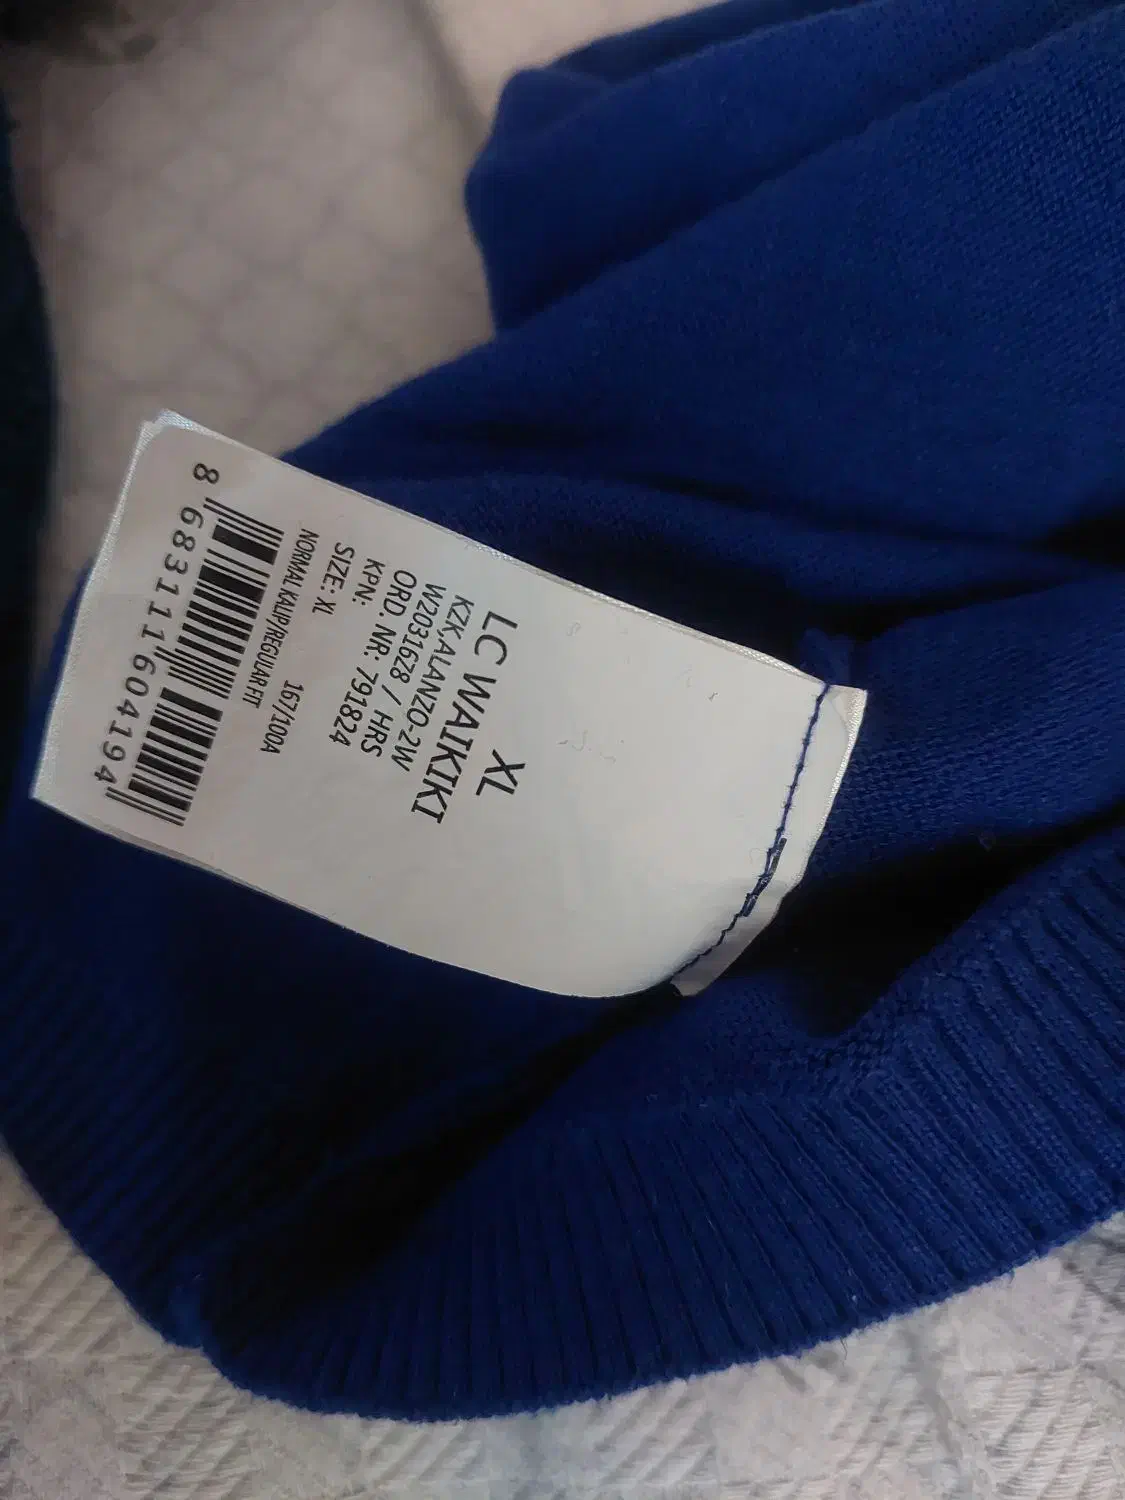 XL
LC WAIKIKI
KZK,ALANZO-2W
W20316Z8 / HRS
ORD. NR: 791824
KPN:
SIZE: XL 167/100A
NORMAL KALIP/REGULAR FIT
8 683111 604194